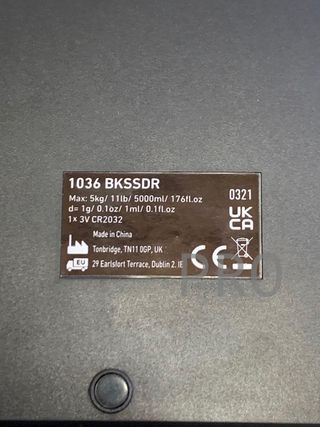 1036 BKSSDR
Max: 5kg/ 11lb/ 5000ml/ 176fl.oz
d= 1g/ 0.1oz/ 1ml/ 0.1fl.oz
1× 3V CR2032
0321
UK
CA
Made in China
Tonbridge, TN11 0GP, UK
EU
29 Earlsfort Terrace, Dublin 2. IE
CE